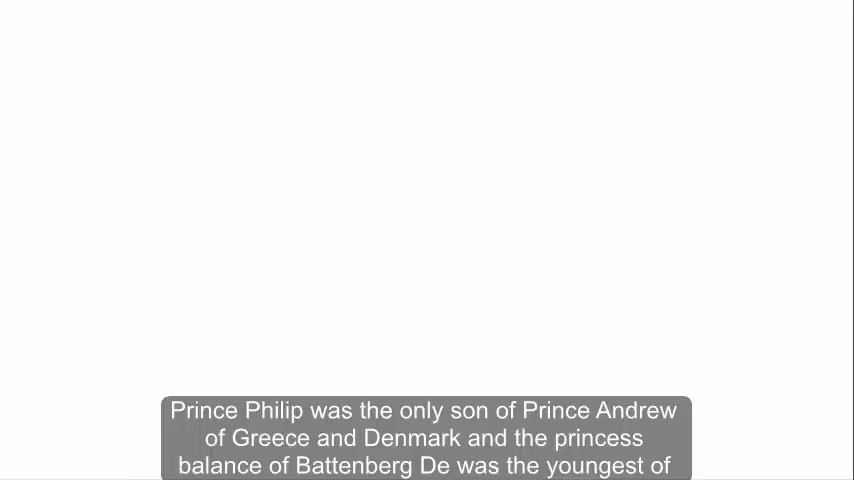 Prince Philip was the only son of Prince Andrew
of Greece and Denmark and the princess
balance of Battenberg De was the youngest of